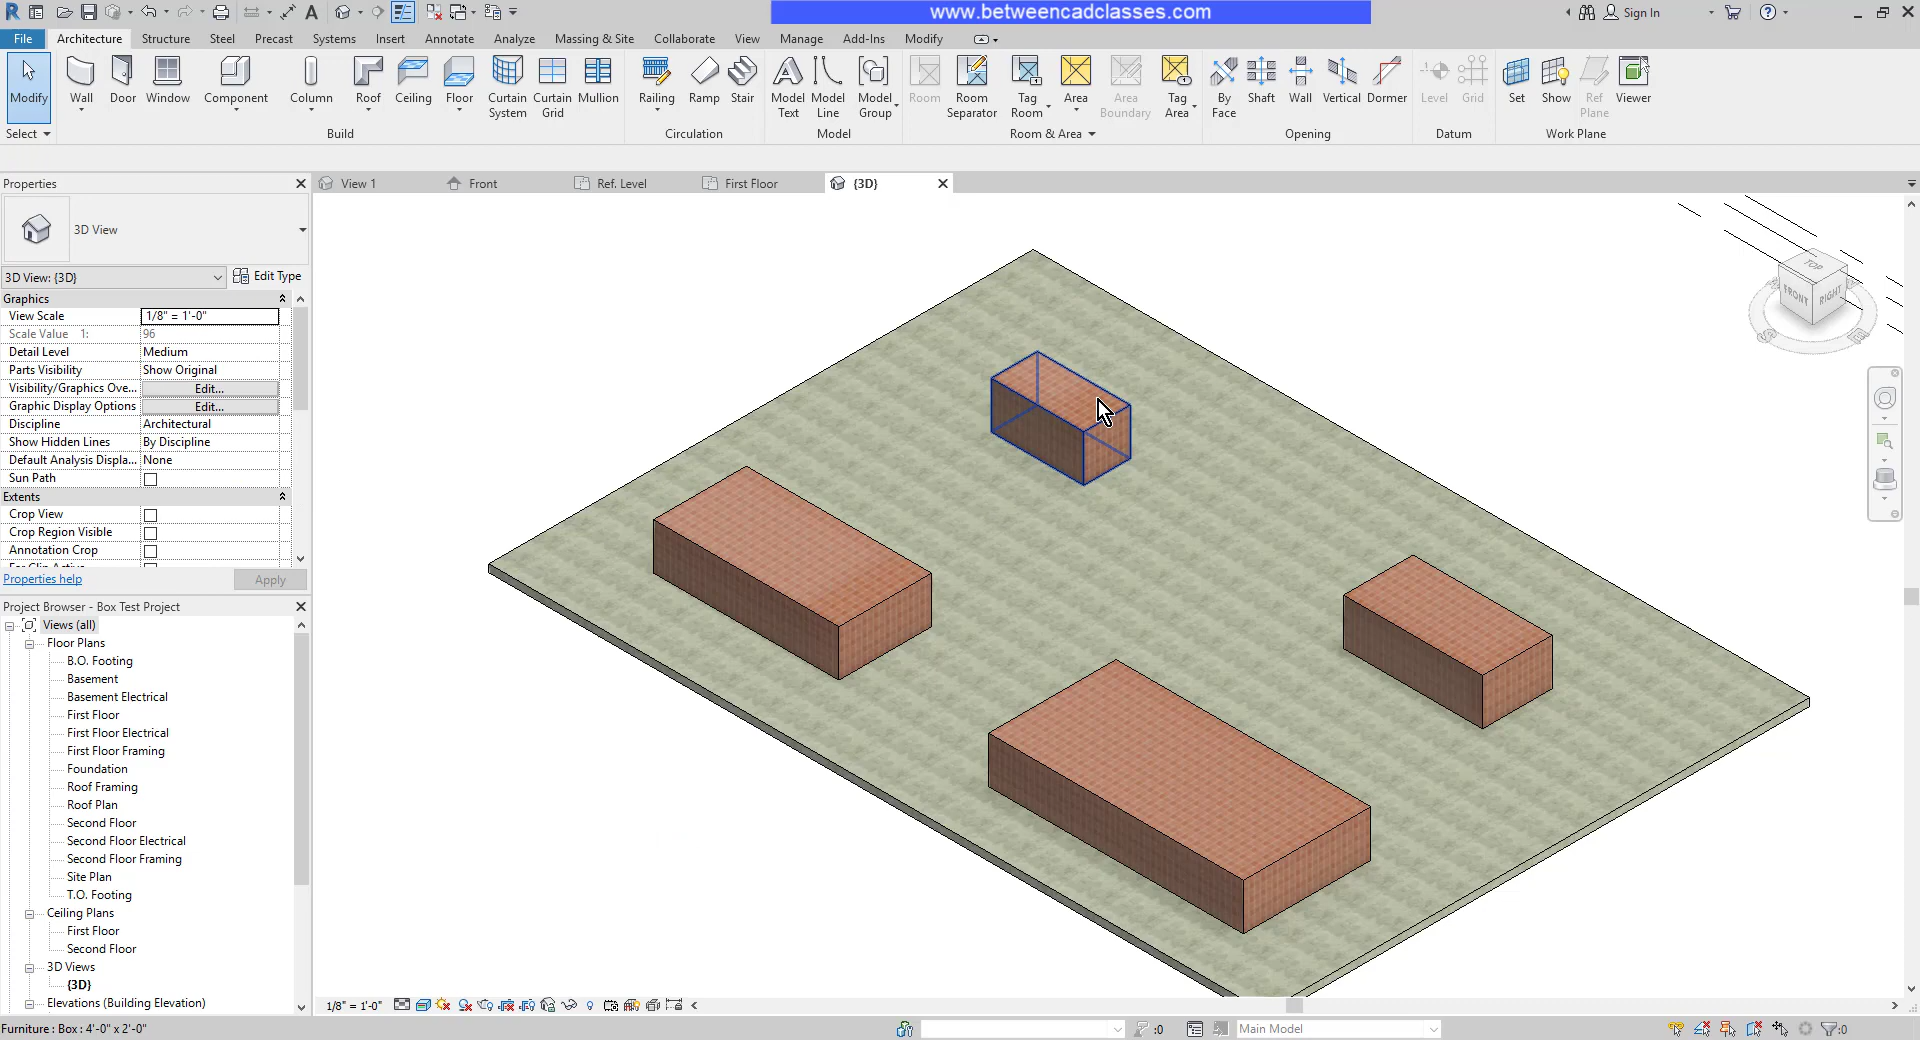 www.betweencadclasses.com
Sign In
File Architecture Structure Steel Precast Systems Insert Annotate Analyze Massing & Site Collaborate View Manage Add-Ins Modify
Modify Wall Door Window Component Column Roof Ceiling Floor Curtain System Curtain Grid Mullion Railing Ramp Stair Model Text Model Line Model Group Room Room Separator Tag Room Area Area Boundary Tag Area By Face Shaft Wall Vertical Dormer Level Grid Set Show Ref Plane Viewer
Select Build Circulation Model Room & Area Opening Datum Work Plane
Properties
View 1 Front Ref. Level First Floor {3D}
3D View
3D View: {3D} Edit Type
Graphics
View Scale 1/8" = 1'-0"
Scale Value 1: 96
Detail Level Medium
Parts Visibility Show Original
Visibility/Graphics Ove... Edit...
Graphic Display Options Edit...
Discipline Architectural
Show Hidden Lines By Discipline
Default Analysis Displa... None
Sun Path
Extents
Crop View
Crop Region Visible
Annotation Crop
Properties help Apply
TOP
FRONT RIGHT
Project Browser - Box Test Project
Views (all)
Floor Plans
B.O. Footing
Basement
Basement Electrical
First Floor
First Floor Electrical
First Floor Framing
Foundation
Roof Framing
Roof Plan
Second Floor
Second Floor Electrical
Second Floor Framing
Site Plan
T.O. Footing
Ceiling Plans
First Floor
Second Floor
3D Views
{3D}
Elevations (Building Elevation)
1/8" = 1'-0"
Furniture : Box : 4'-0" x 2'-0"
:0
Main Model
:0